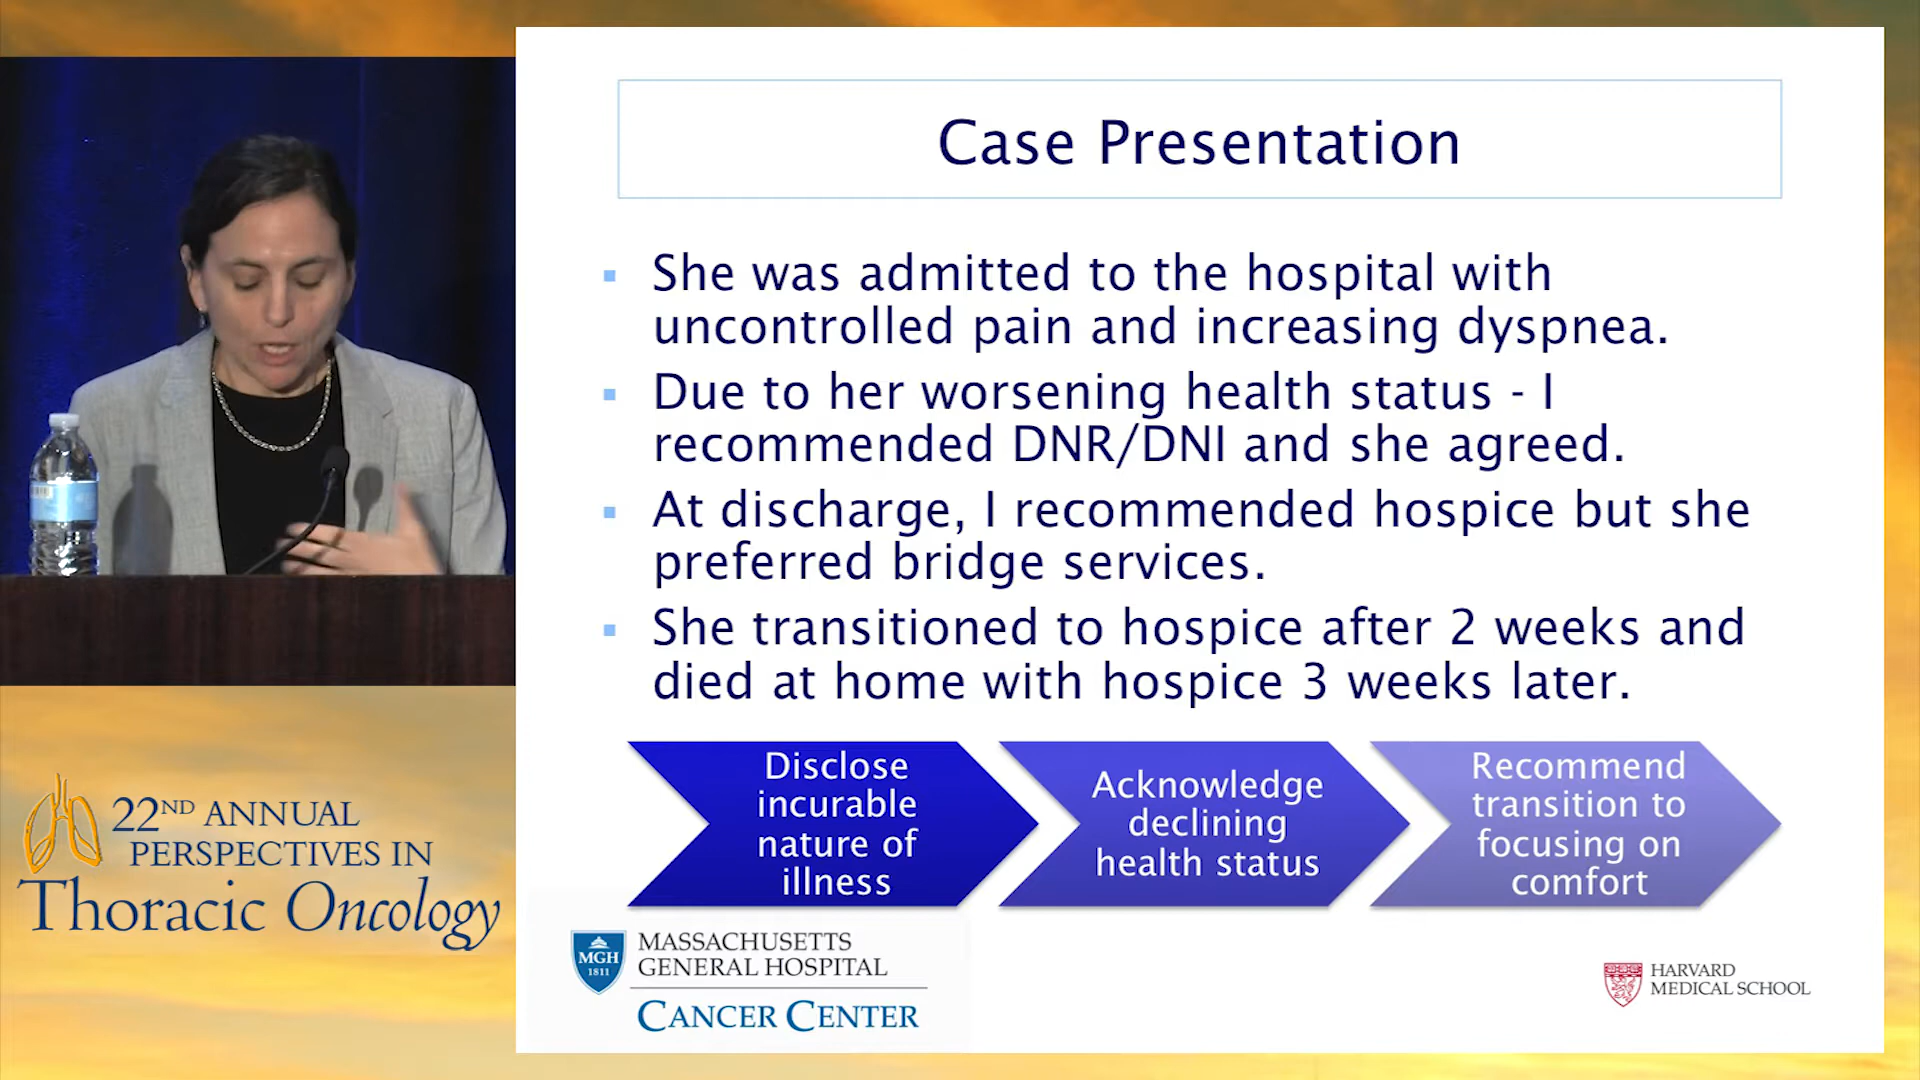 Case Presentation
She was admitted to the hospital with
uncontrolled pain and increasing dyspnea.
Due to her worsening health status - I
recommended DNR/DNI and she agreed.
At discharge, I recommended hospice but she
preferred bridge services.
She transitioned to hospice after 2 weeks and
died at home with hospice 3 weeks later.
Disclose
incurable
nature of
illness
Acknowledge
declining
health status
Recommend
transition to
focusing on
comfort
22ND ANNUAL
PERSPECTIVES IN
Thoracic Oncology
MGH
1811
MASSACHUSETTS
GENERAL HOSPITAL
CANCER CENTER
HARVARD
MEDICAL SCHOOL